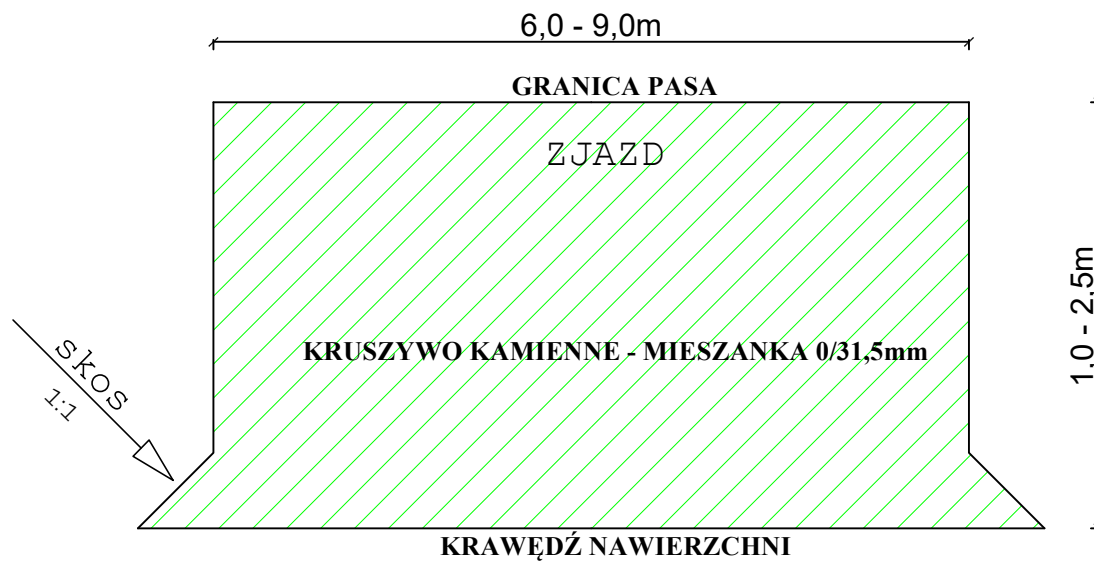 6,0 - 9,0m
GRANICA PASA
ZJAZD
1,0 - 2,5m
KRUSZYWO KAMIENNE - MIESZANKA 0/31,5mm
skos
1:1
KRAWĘDŹ NAWIERZCHNI